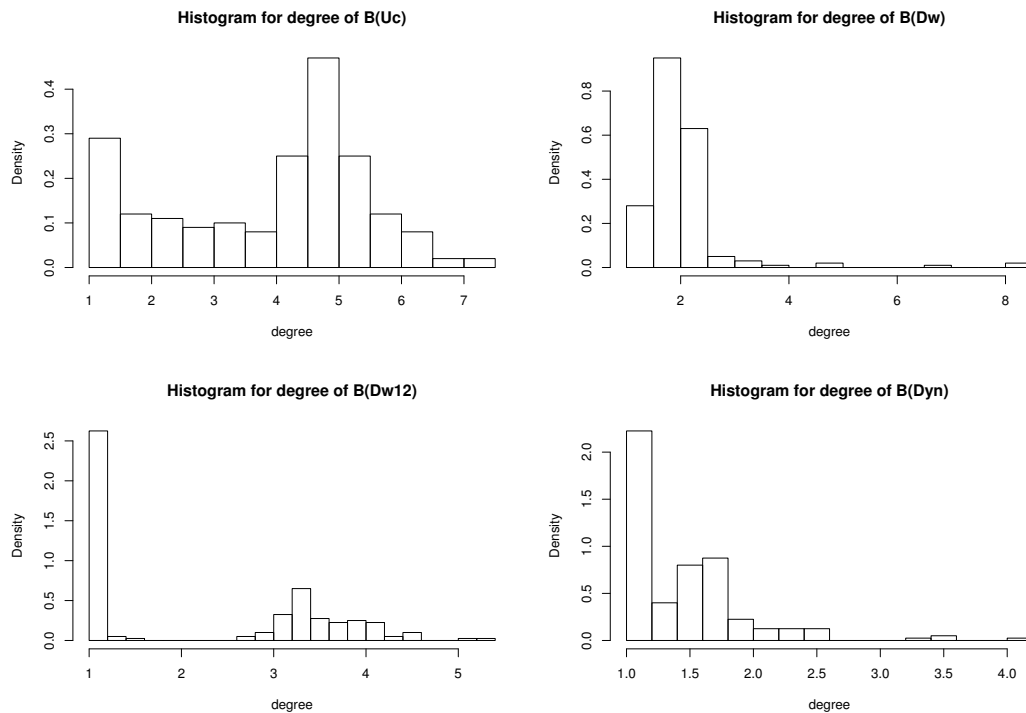 Histogram for degree of B(Uc)
Density
0.4
0.3
0.2
0.1
0.0
1 2 3 4 5 6 7
degree
Histogram for degree of B(Dw)
Density
0.8
0.6
0.4
0.2
0.0
2 4 6 8
degree
Histogram for degree of B(Dw12)
Density
2.5
2.0
1.5
1.0
0.5
0.0
1 2 3 4 5
degree
Histogram for degree of B(Dyn)
Density
2.0
1.5
1.0
0.5
0.0
1.0 1.5 2.0 2.5 3.0 3.5 4.0
degree